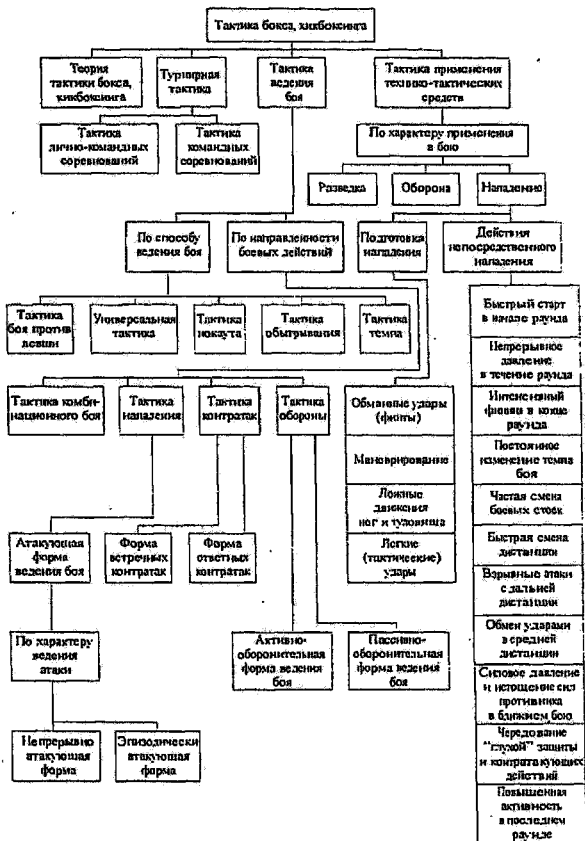 Тактика бокса, кикбоксинга
Теория
тактики бокса,
кикбоксинга
Турнирная
тактика
Тактика
ведения
боя
Тактика применения
технико-тактических
средств
Тактика
лично-командных
соревнований
Тактика
командных
соревнований
По характеру применения
в бою
Разведка
Оборона
Нападение
По способу
ведения боя
По направленности
боевых действий
Подготовка
нападения
Действия
непосредственного
нападения
Тактика
боя против
левши
Универсальная
тактика
Тактика
нокаута
Тактика
обыгрывания
Тактика
темпа
Тактика комби-
национного боя
Тактика
нападения
Тактика
контратак
Тактика
обороны
Обманные удары
(финты)
Маневрирование
Ложные
движения
ног и туловища
Легкие
(тактические)
удары
Быстрый старт
в начале раунда
Непрерывное
давление
в течение раунда
Интенсивный
финиш в конце
раунда
Постоянное
изменение темпа
боя
Частая смена
боевых стоек
Быстрая смена
дистанции
Взрывные атаки
с дальней
дистанции
Обмен ударами
в средней
дистанции
Силовое давление
и истощение сил
противника
в ближнем бою
Чередование
"глухой" защиты
и контратакующих
действий
Повышенная
активность
в последнем
раунде
Атакующая
форма
ведения боя
Форма
встречных
контратак
Форма
ответных
контратак
По характеру
ведения
атаки
Активно-
оборонительная
форма ведения
боя
Пассивно-
оборонительная
форма ведения
боя
Непрерывно
атакующая
форма
Эпизодически
атакующая
форма